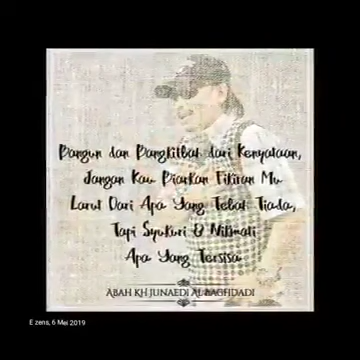 Bangun dan Bangkitlah dari Kenyataan,
Jangan Kau Biarkan Fikiran Mu
Larut Dari Apa Yang Telah Tiada,
Tapi Syukuri & Nikmati
Apa Yang Tersisa
ABAH KH.JUNAEDI AL BAGHDADI
E zens, 6 Mei 2019